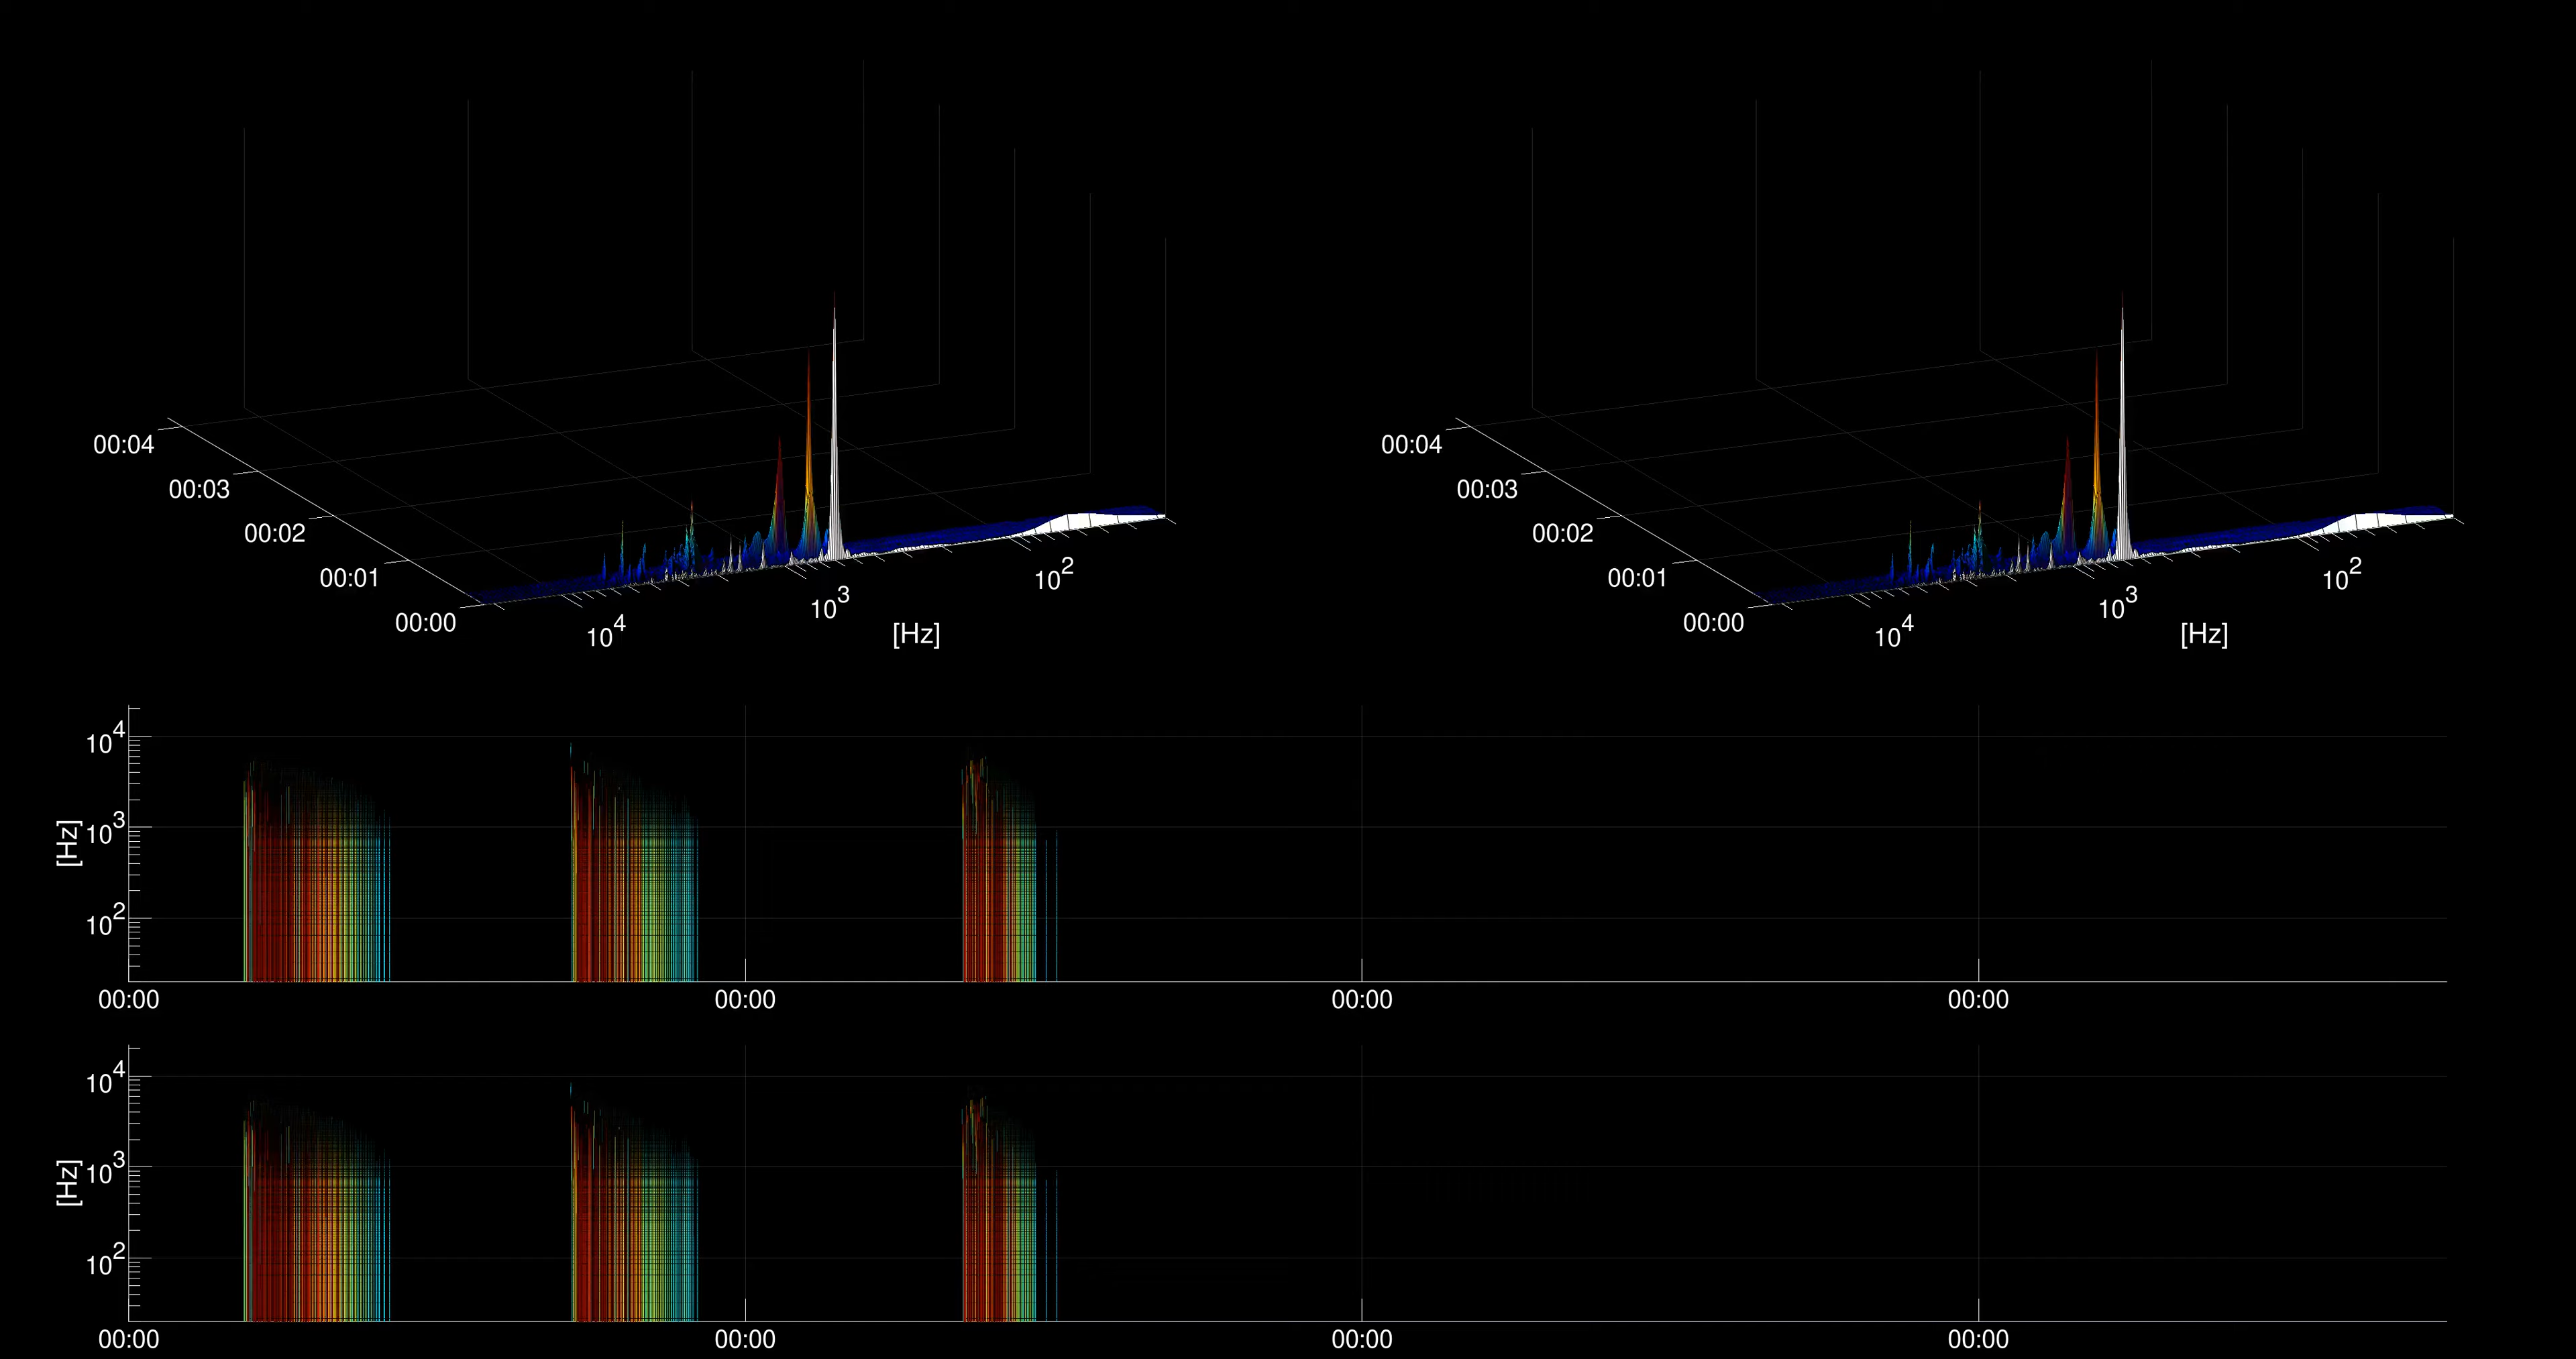 00:04 00:04
00:03 00:03
00:02 00:02
00:01 00:01
00:00 00:00
10^2 10^2
10^3 10^3
10^4 10^4
[Hz] [Hz]
10^4
10^3
[Hz]
10^2
00:00 00:00 00:00 00:00
10^4
10^3
[Hz]
10^2
00:00 00:00 00:00 00:00